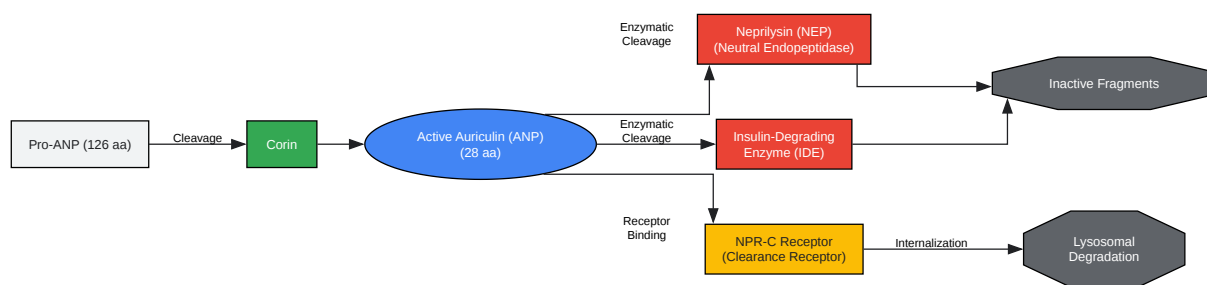 Pro-ANP (126 aa)
Cleavage
Corin
Active Auriculin (ANP)
(28 aa)
Enzymatic
Cleavage
Neprilysin (NEP)
(Neutral Endopeptidase)
Inactive Fragments
Enzymatic
Cleavage
Insulin-Degrading
Enzyme (IDE)
Receptor
Binding
NPR-C Receptor
(Clearance Receptor)
Internalization
Lysosomal
Degradation